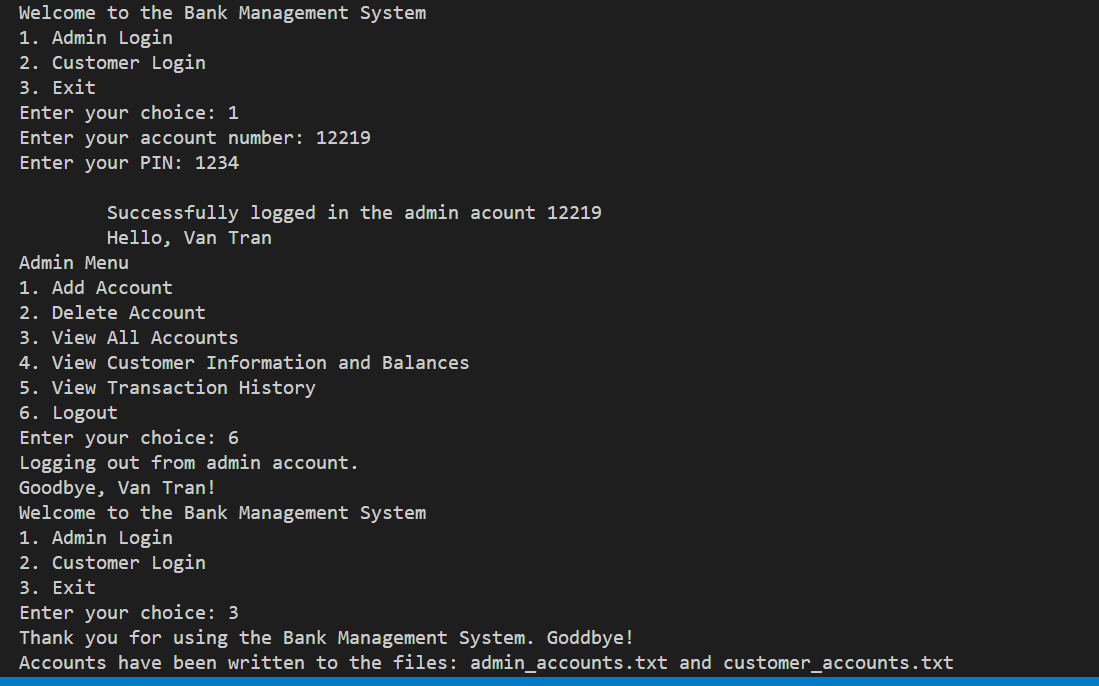 Welcome to the Bank Management System
1. Admin Login
2. Customer Login
3. Exit
Enter your choice: 1
Enter your account number: 12219
Enter your PIN: 1234
Successfully logged in the admin acount 12219
Hello, Van Tran
Admin Menu
1. Add Account
2. Delete Account
3. View All Accounts
4. View Customer Information and Balances
5. View Transaction History
6. Logout
Enter your choice: 6
Logging out from admin account.
Goodbye, Van Tran!
Welcome to the Bank Management System
1. Admin Login
2. Customer Login
3. Exit
Enter your choice: 3
Thank you for using the Bank Management System. Goddbye!
Accounts have been written to the files: admin_accounts.txt and customer_accounts.txt